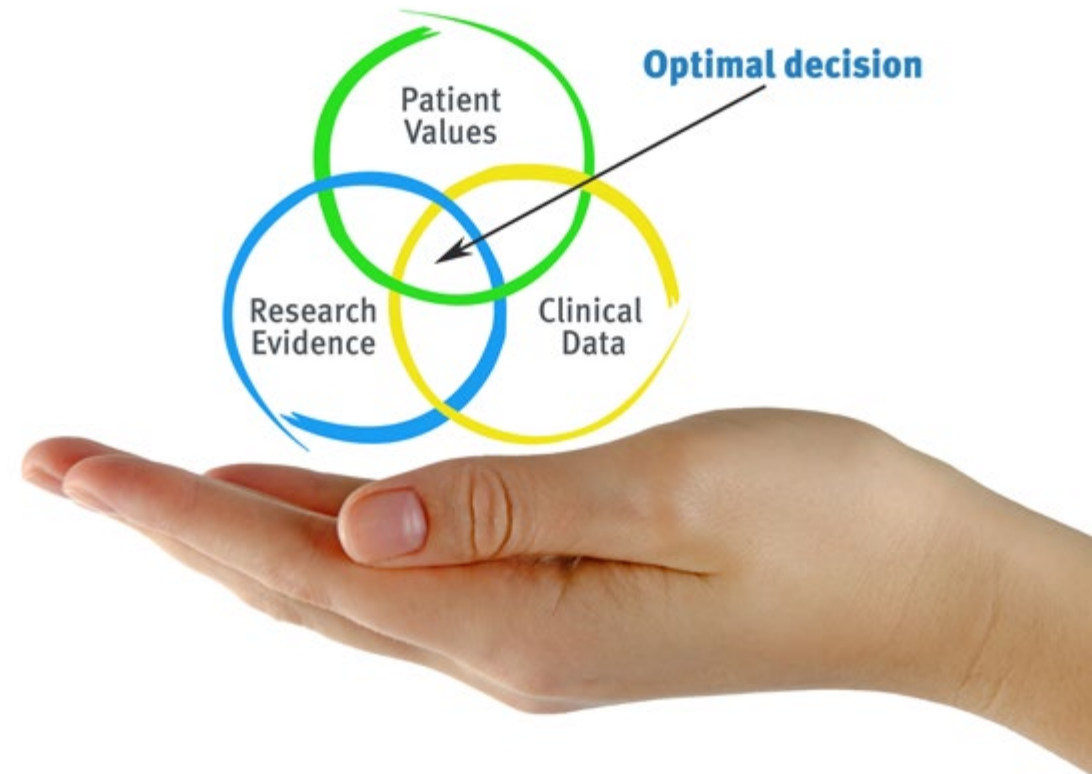 Optimal decision
Patient
Values
Research
Evidence
Clinical
Data